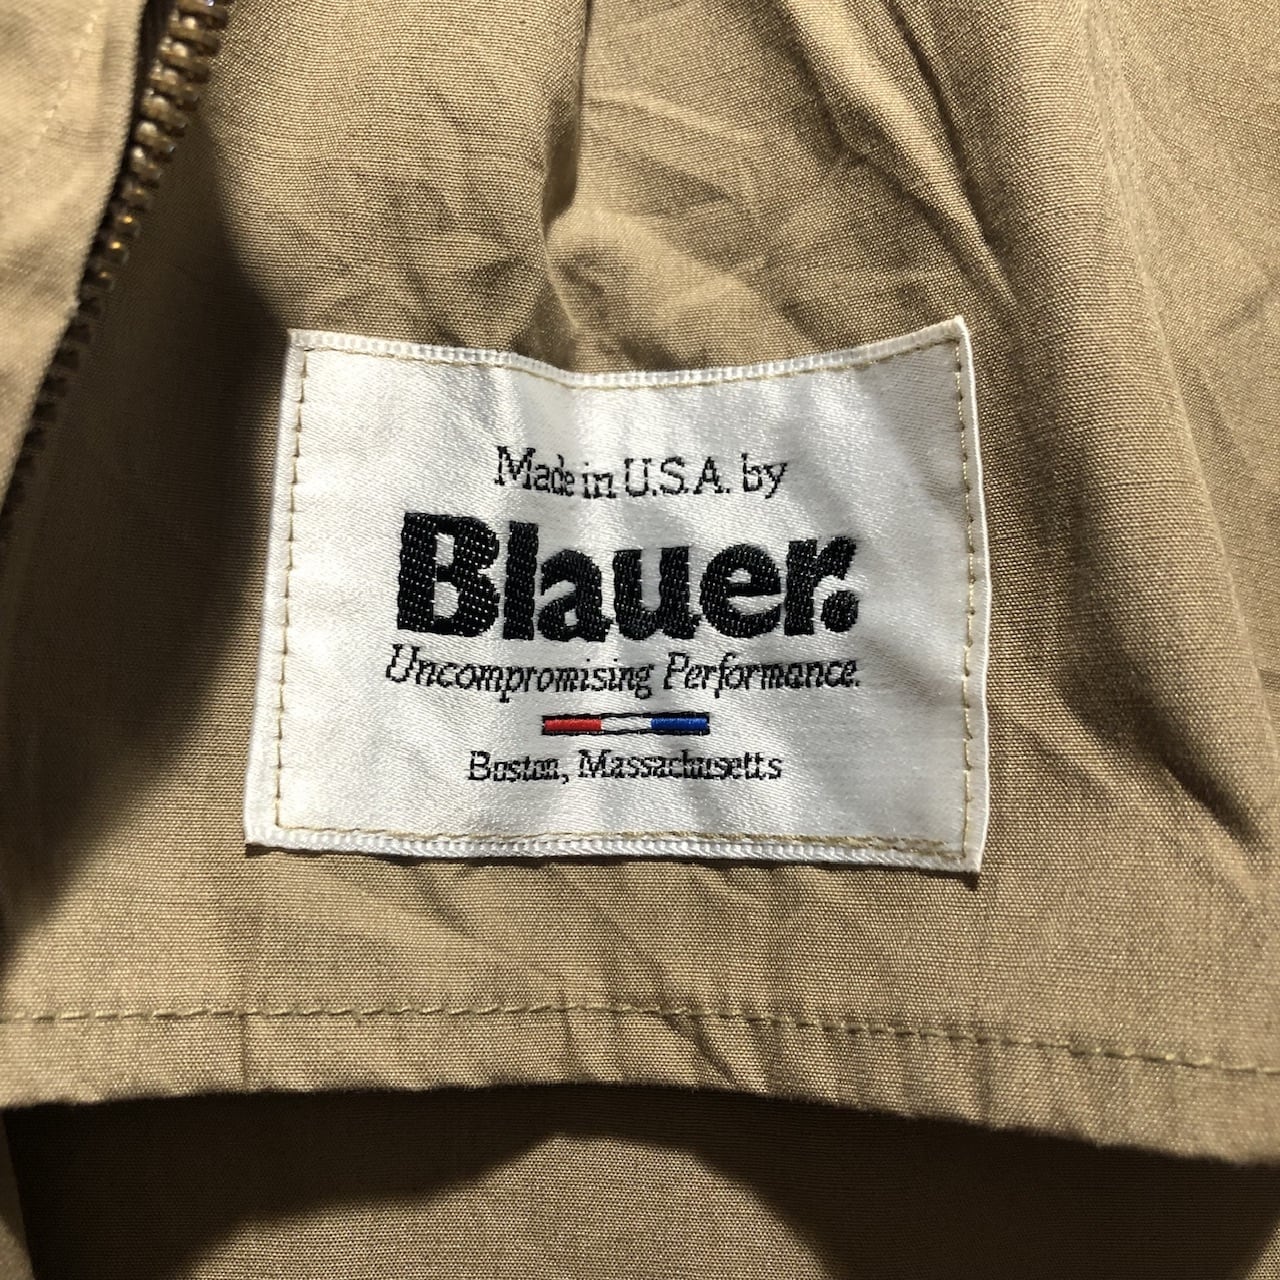 Made in U.S.A. by
Blauer.
Uncompromising Performance.
Boston, Massachusetts